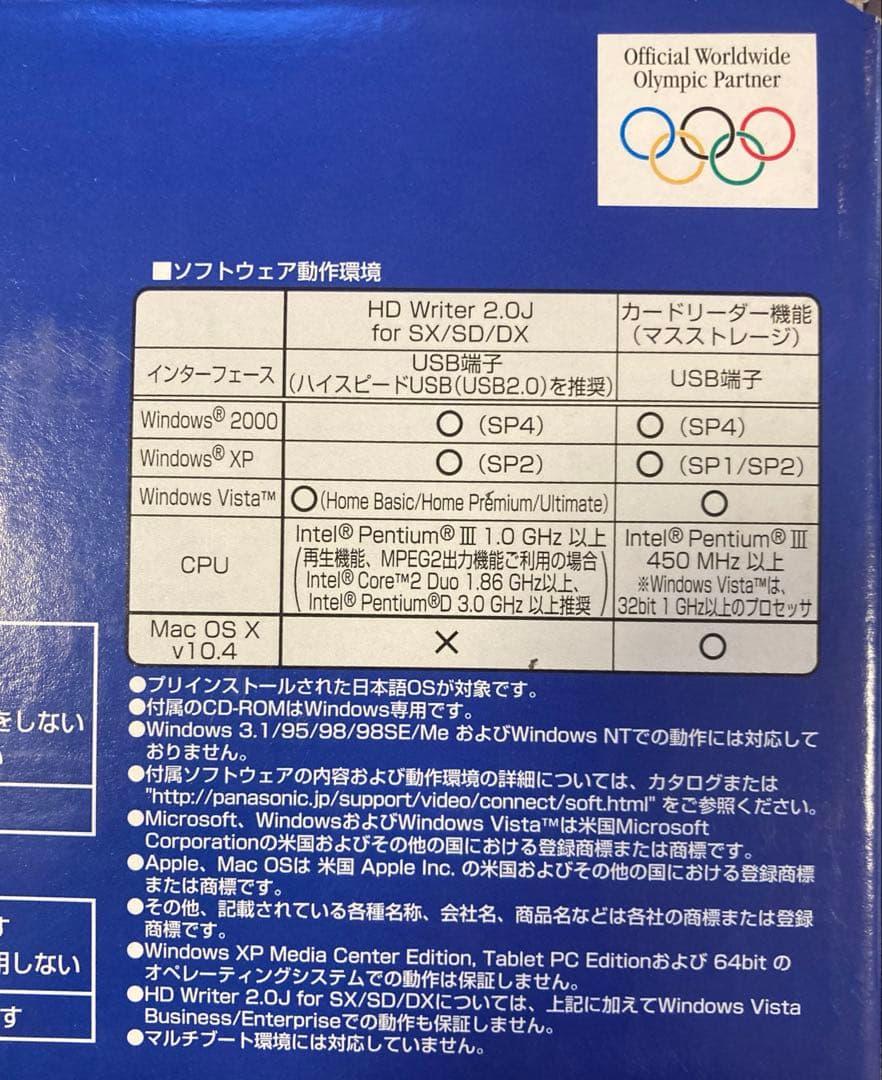 Official Worldwide
Olympic Partner
■ソフトウェア動作環境
HD Writer 2.0J
for SX/SD/DX
カードリーダー機能
(マスストレージ)
インターフェース
USB端子
(ハイスピードUSB(USB2.0)を推奨)
USB端子
Windows® 2000
○(SP4)
○(SP4)
Windows® XP
○(SP2)
○(SP1/SP2)
Windows Vista™
○(Home Basic/Home Premium/Ultimate)
○
CPU
Intel® Pentium® Ⅲ 1.0 GHz 以上
(再生機能、MPEG2出力機能ご利用の場合
Intel® Core™2 Duo 1.86 GHz以上、
Intel® Pentium®D 3.0 GHz 以上推奨)
Intel® Pentium® Ⅲ
450 MHz 以上
※Windows Vista™は、
32bit 1 GHz以上のプロセッサ
Mac OS X
v10.4
×
○
●プリインストールされた日本語OSが対象です。
●付属のCD-ROMはWindows専用です。
●Windows 3.1/95/98/98SE/Me およびWindows NTでの動作には対応して
おりません。
●付属ソフトウェアの内容および動作環境の詳細については、カタログまたは
"http://panasonic.jp/support/video/connect/soft.html" をご参照ください。
●Microsoft、WindowsおよびWindows Vista™は米国Microsoft
Corporationの米国およびその他の国における登録商標または商標です。
●Apple、Mac OSは 米国 Apple Inc. の米国およびその他の国における登録商標
または商標です。
●その他、記載されている各種名称、会社名、商品名などは各社の商標または登録
商標です。
●Windows XP Media Center Edition, Tablet PC Editionおよび 64bit の
オペレーティングシステムでの動作は保証しません。
●HD Writer 2.0J for SX/SD/DXについては、上記に加えてWindows Vista
Business/Enterpriseでの動作も保証しません。
●マルチブート環境には対応していません。
をしない
す
用しない
す